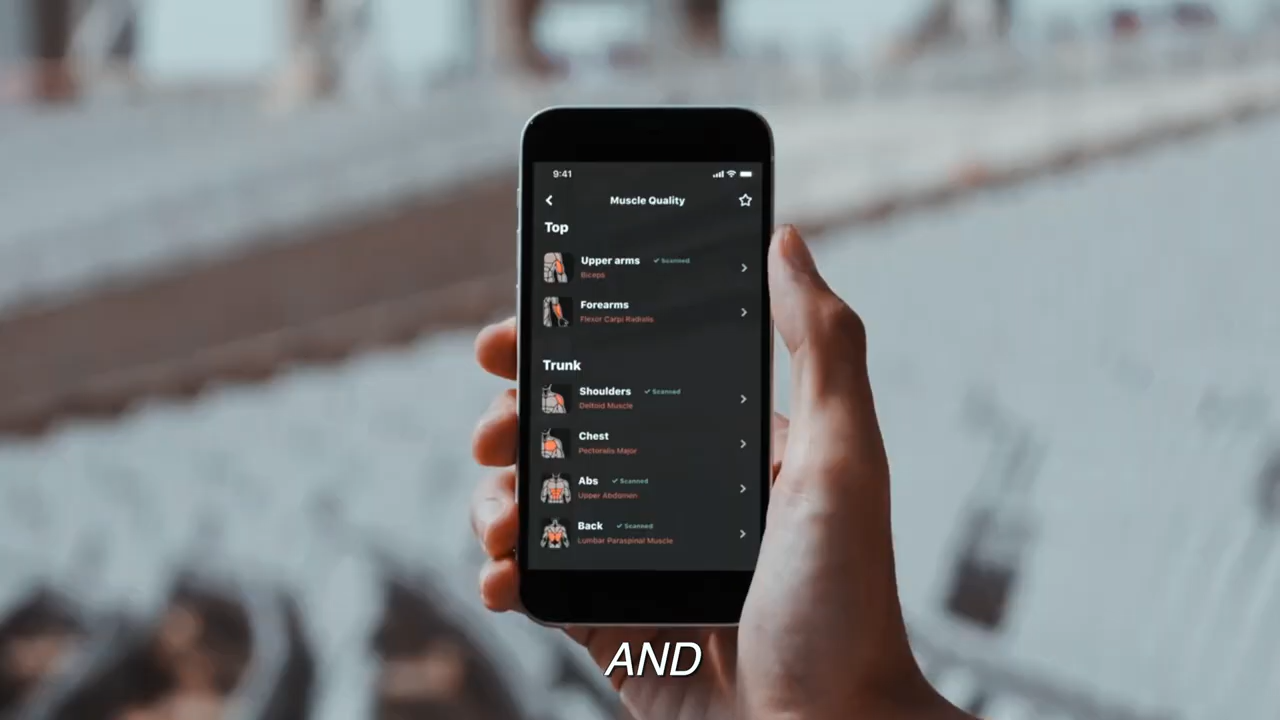 9:41
Muscle Quality
Top
Upper arms ✓ Scanned
Biceps
Forearms
Flexor Carpi Radialis
Trunk
Shoulders ✓ Scanned
Deltoid Muscle
Chest
Pectoralis Major
Abs ✓ Scanned
Upper Abdomen
Back ✓ Scanned
Lumbar Paraspinal Muscle
AND